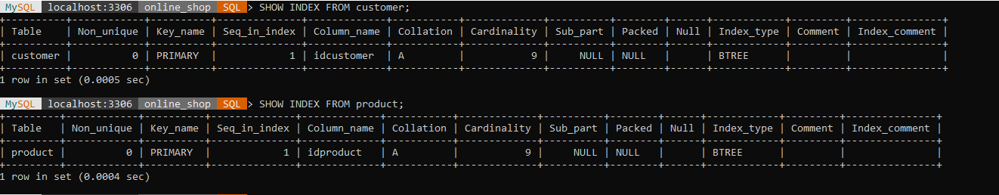 MySQL localhost:3306 online_shop SQL > SHOW INDEX FROM customer;
+----------+------------+----------+--------------+-------------+-----------+-------------+----------+--------+------+------------+---------+---------------+
| Table    | Non_unique | Key_name | Seq_in_index | Column_name | Collation | Cardinality | Sub_part | Packed | Null | Index_type | Comment | Index_comment |
+----------+------------+----------+--------------+-------------+-----------+-------------+----------+--------+------+------------+---------+---------------+
| customer |          0 | PRIMARY  |            1 | idcustomer  | A         |           9 |     NULL | NULL   |      | BTREE      |         |               |
+----------+------------+----------+--------------+-------------+-----------+-------------+----------+--------+------+------------+---------+---------------+
1 row in set (0.0005 sec)
MySQL localhost:3306 online_shop SQL > SHOW INDEX FROM product;
+---------+------------+----------+--------------+-------------+-----------+-------------+----------+--------+------+------------+---------+---------------+
| Table   | Non_unique | Key_name | Seq_in_index | Column_name | Collation | Cardinality | Sub_part | Packed | Null | Index_type | Comment | Index_comment |
+---------+------------+----------+--------------+-------------+-----------+-------------+----------+--------+------+------------+---------+---------------+
| product |          0 | PRIMARY  |            1 | idproduct   | A         |           9 |     NULL | NULL   |      | BTREE      |         |               |
+---------+------------+----------+--------------+-------------+-----------+-------------+----------+--------+------+------------+---------+---------------+
1 row in set (0.0004 sec)